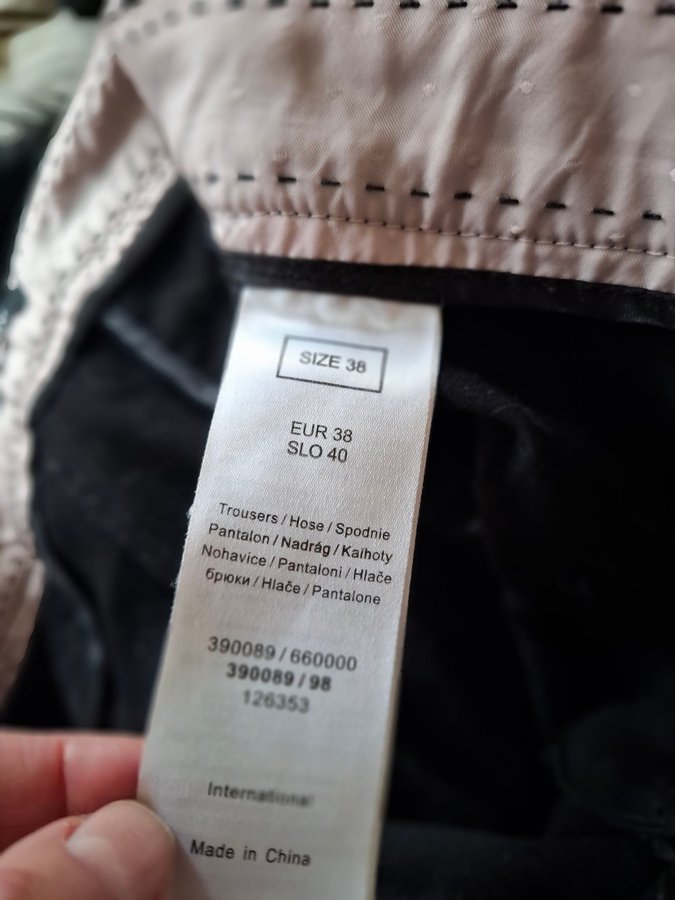 SIZE 38
EUR 38
SLO 40
Trousers / Hose / Spodnie
Pantalon / Nadrág / Kaihoty
Nohavice / Pantaloni / Hlače
брюки / Hlače / Pantalone
390089 / 660000
390089 / 98
126353
International
Made in China